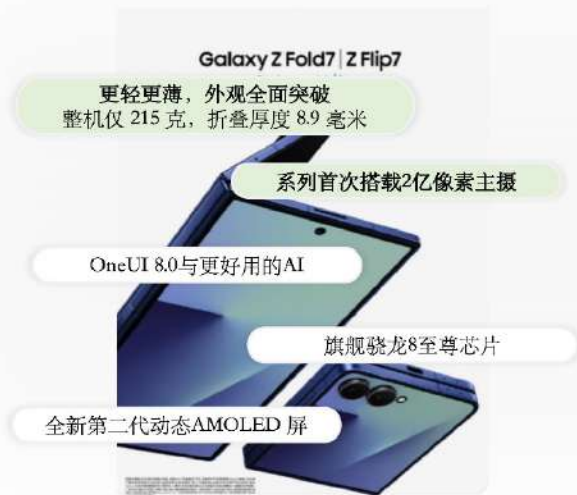 Galaxy Z Fold7 | Z Flip7
更轻更薄，外观全面突破
整机仅 215 克，折叠厚度 8.9 毫米
系列首次搭载2亿像素主摄
OneUI 8.0与更好用的AI
旗舰骁龙8至尊芯片
全新第二代动态AMOLED 屏